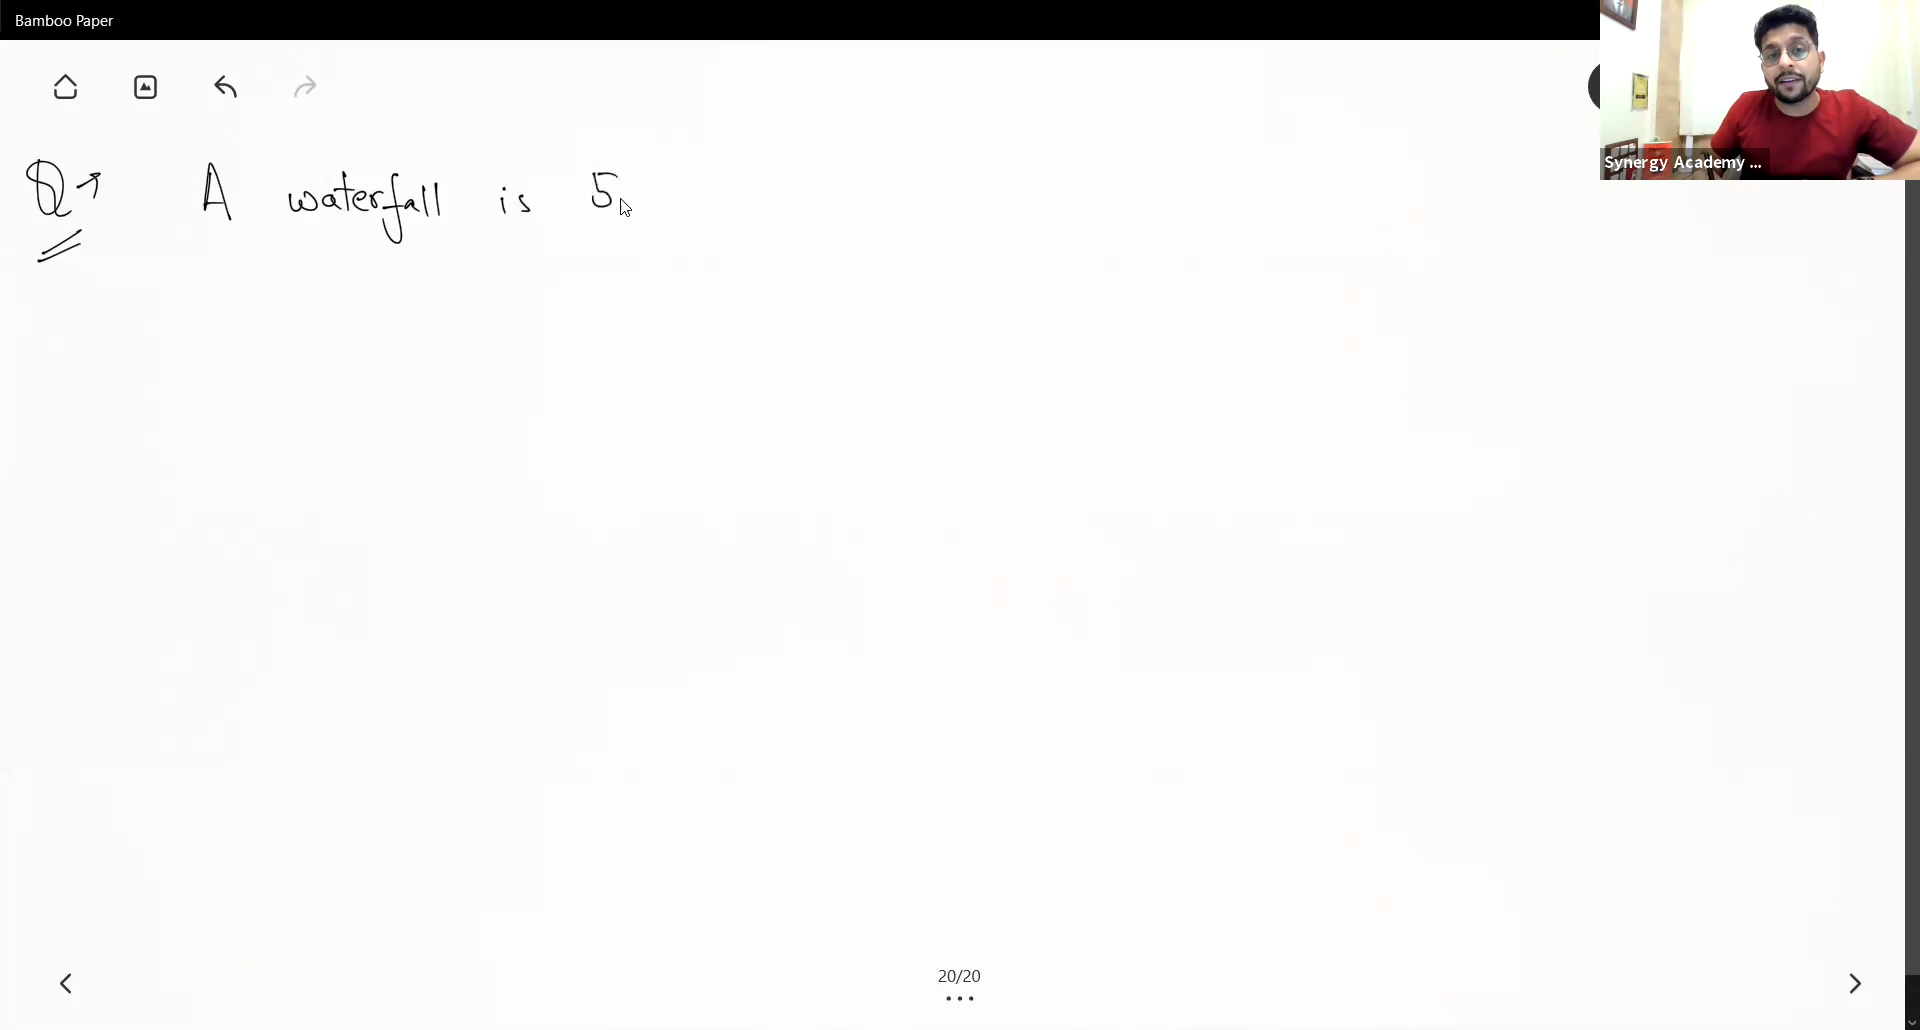 Bamboo Paper
Synergy Academy ...
Q→ A waterfall is 5
20/20